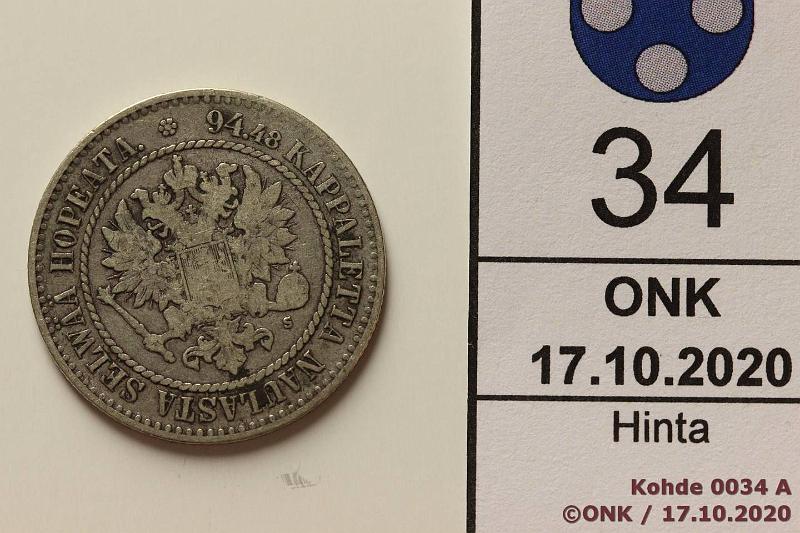 94.48 KAPPALETTA NAULASTA SELWÄÄ HOPEATA.
S
34
ONK
17.10.2020
Hinta
Kohde 0034 A
©ONK / 17.10.2020